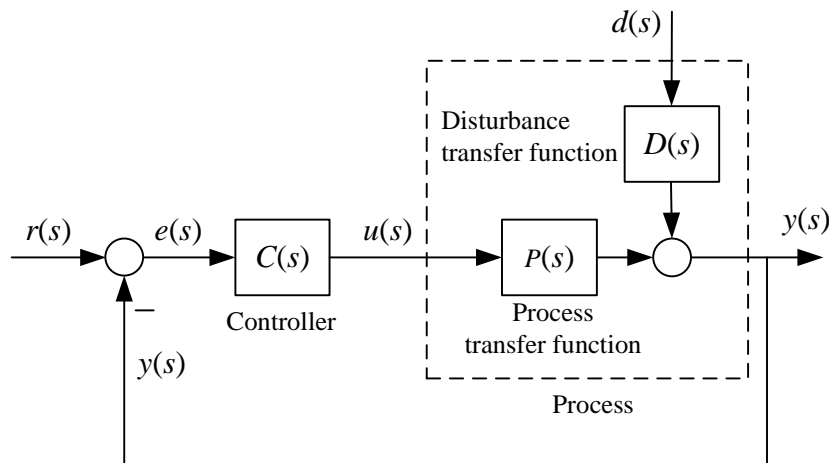 d(s)
Disturbance
transfer function
D(s)
r(s)
e(s)
C(s)
u(s)
P(s)
y(s)
Controller
Process
transfer function
−
y(s)
Process